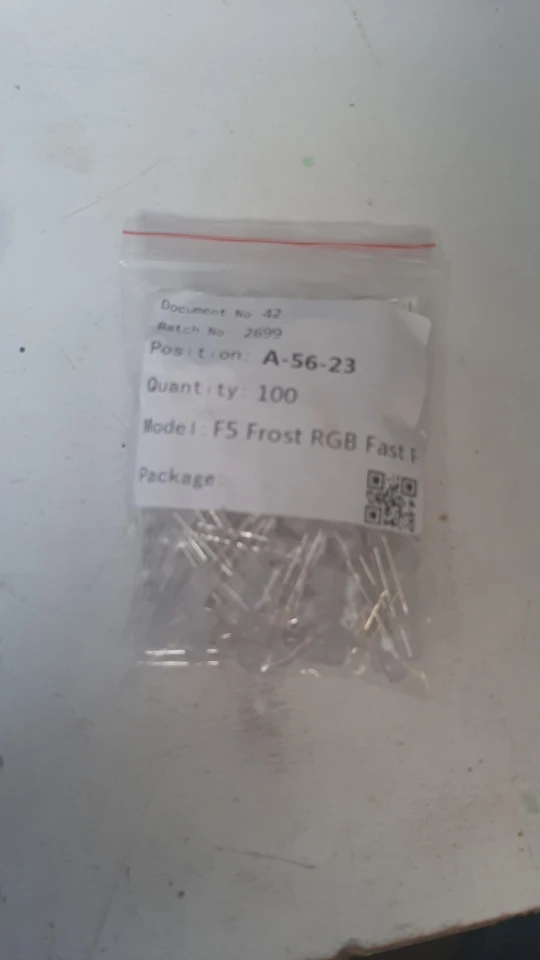 Document No 42
Batch No: 2699
Position: A-56-23
Quantity: 100
Model: F5 Frost RGB Fast F
Package: